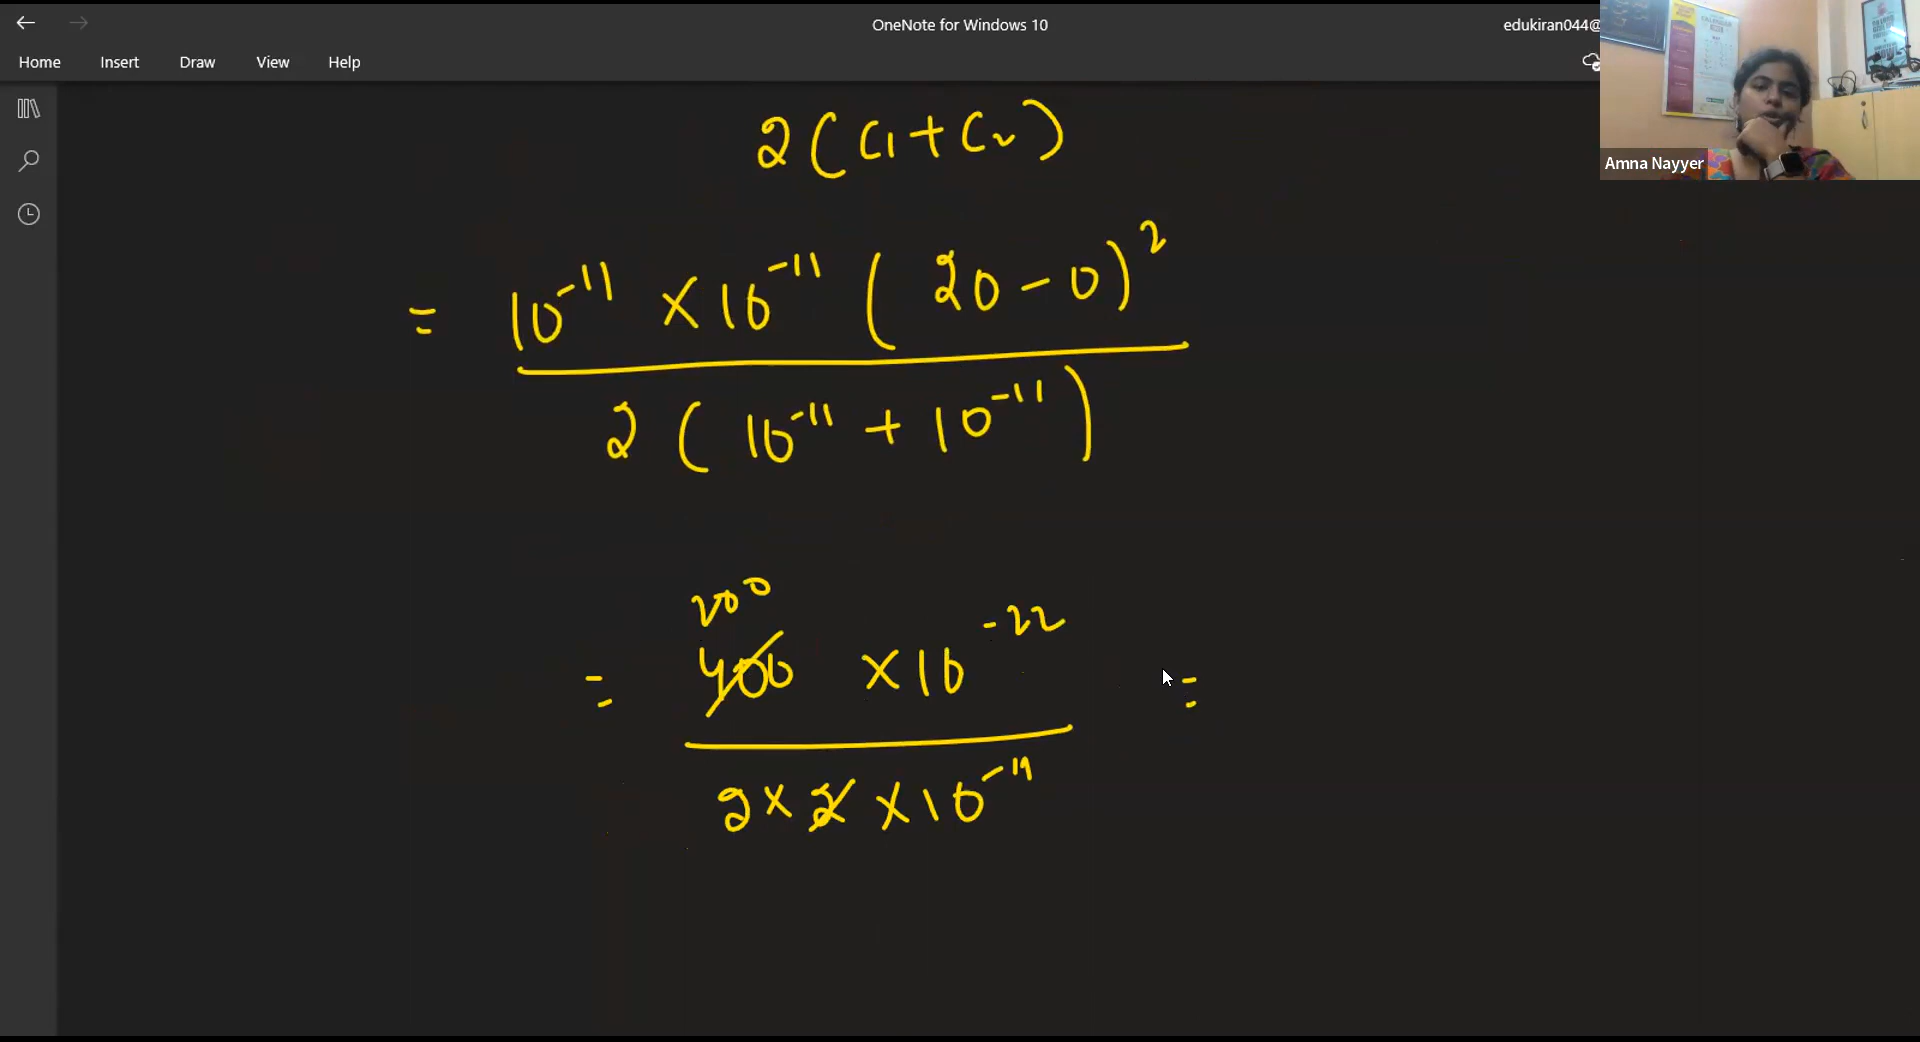 OneNote for Windows 10
edukiran044@
Home Insert Draw View Help
Amna Nayyer
2(C₁+C₂)
= 10⁻¹¹ × 10⁻¹¹ (20-0)²
2 (10⁻¹¹ + 10⁻¹¹)
200
= 400 × 10⁻²² =
2 × 2 × 10⁻¹¹